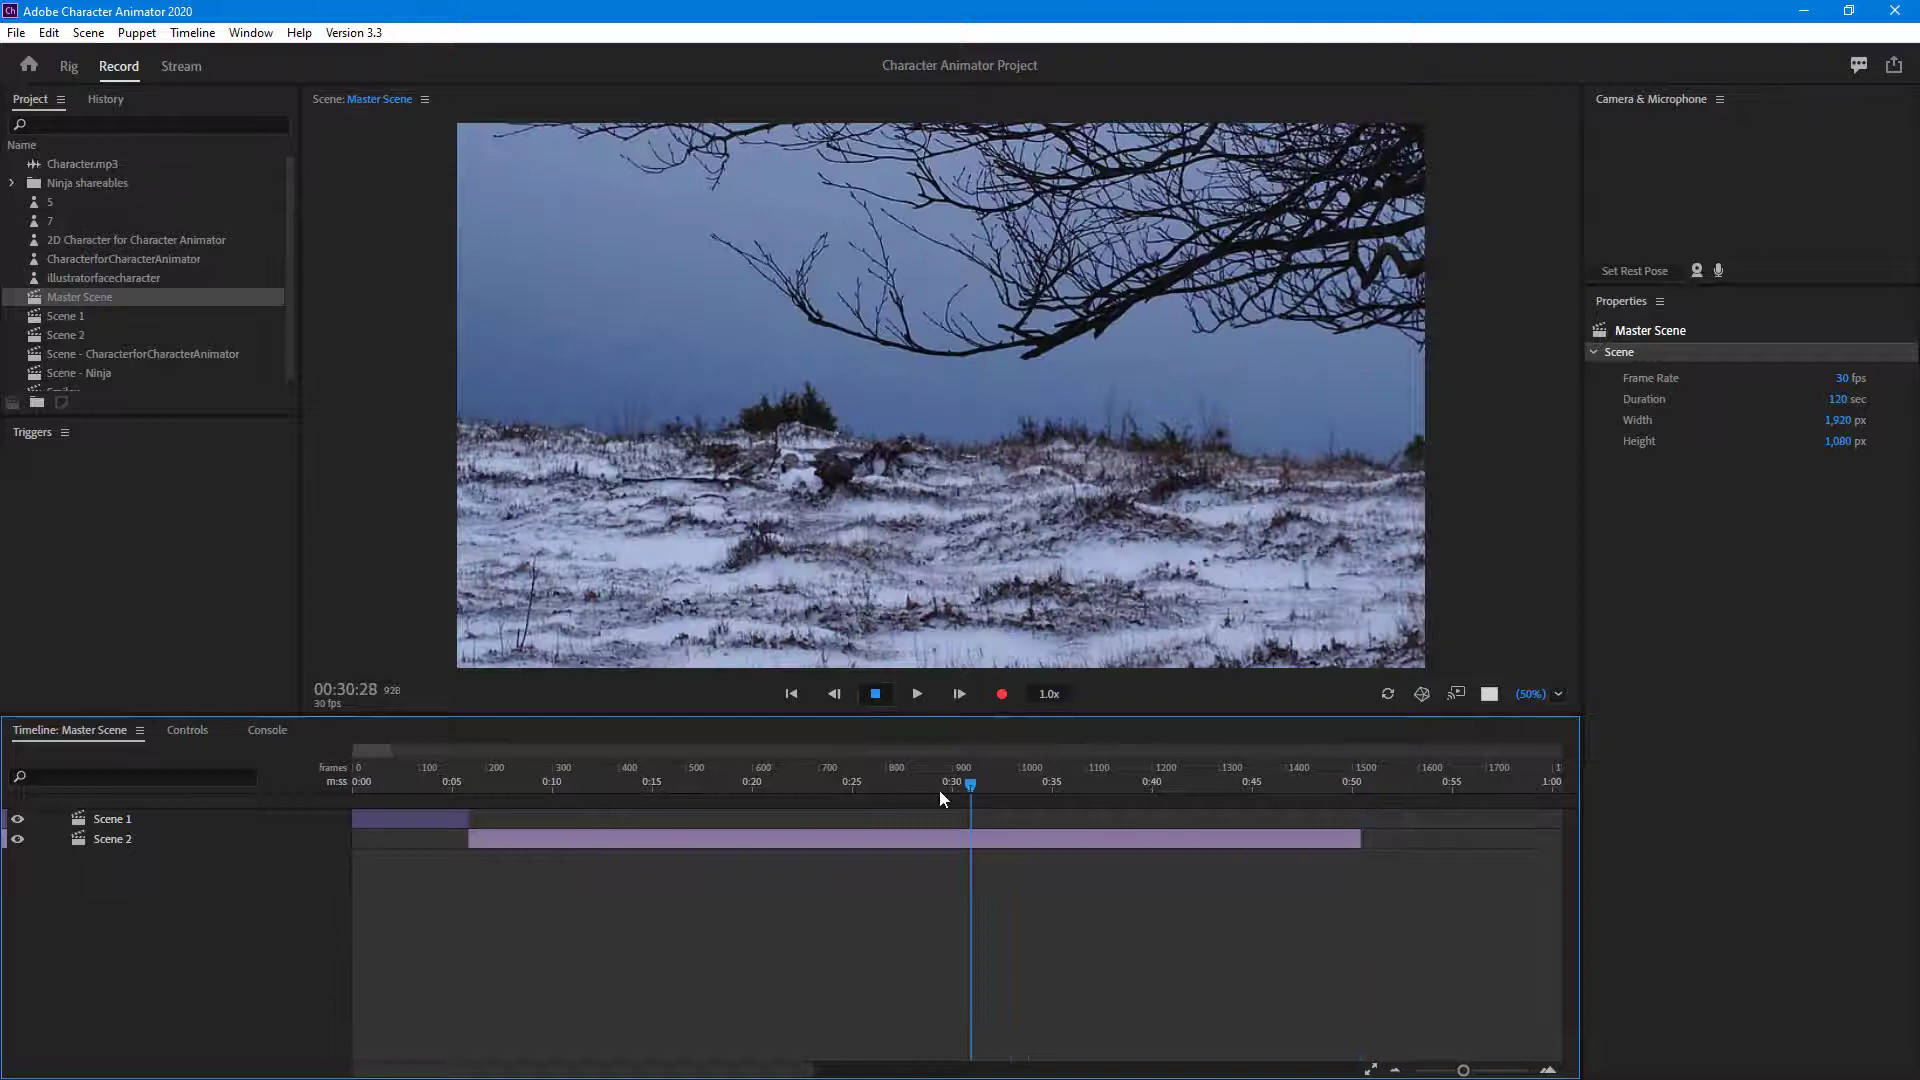 Ch Adobe Character Animator 2020
File Edit Scene Puppet Timeline Window Help Version 3.3
Rig Record Stream Character Animator Project
Project History Scene: Master Scene Camera & Microphone
Name
Character.mp3
Ninja shareables
5
7
2D Character for Character Animator
CharacterforCharacterAnimator
illustratorfacecharacter
Master Scene
Scene 1
Scene 2
Scene - CharacterforCharacterAnimator
Scene - Ninja
Triggers
Set Rest Pose
Properties
Master Scene
Scene
Frame Rate 30 fps
Duration 120 sec
Width 1,920 px
Height 1,080 px
00:30:28 928
30 fps
1.0x (50%)
Timeline: Master Scene Controls Console
frames 0 100 200 300 400 500 600 700 800 900 1000 1100 1200 1300 1400 1500 1600 1700 1
m:ss 0:00 0:05 0:10 0:15 0:20 0:25 0:30 0:35 0:40 0:45 0:50 0:55 1:00
Scene 1
Scene 2